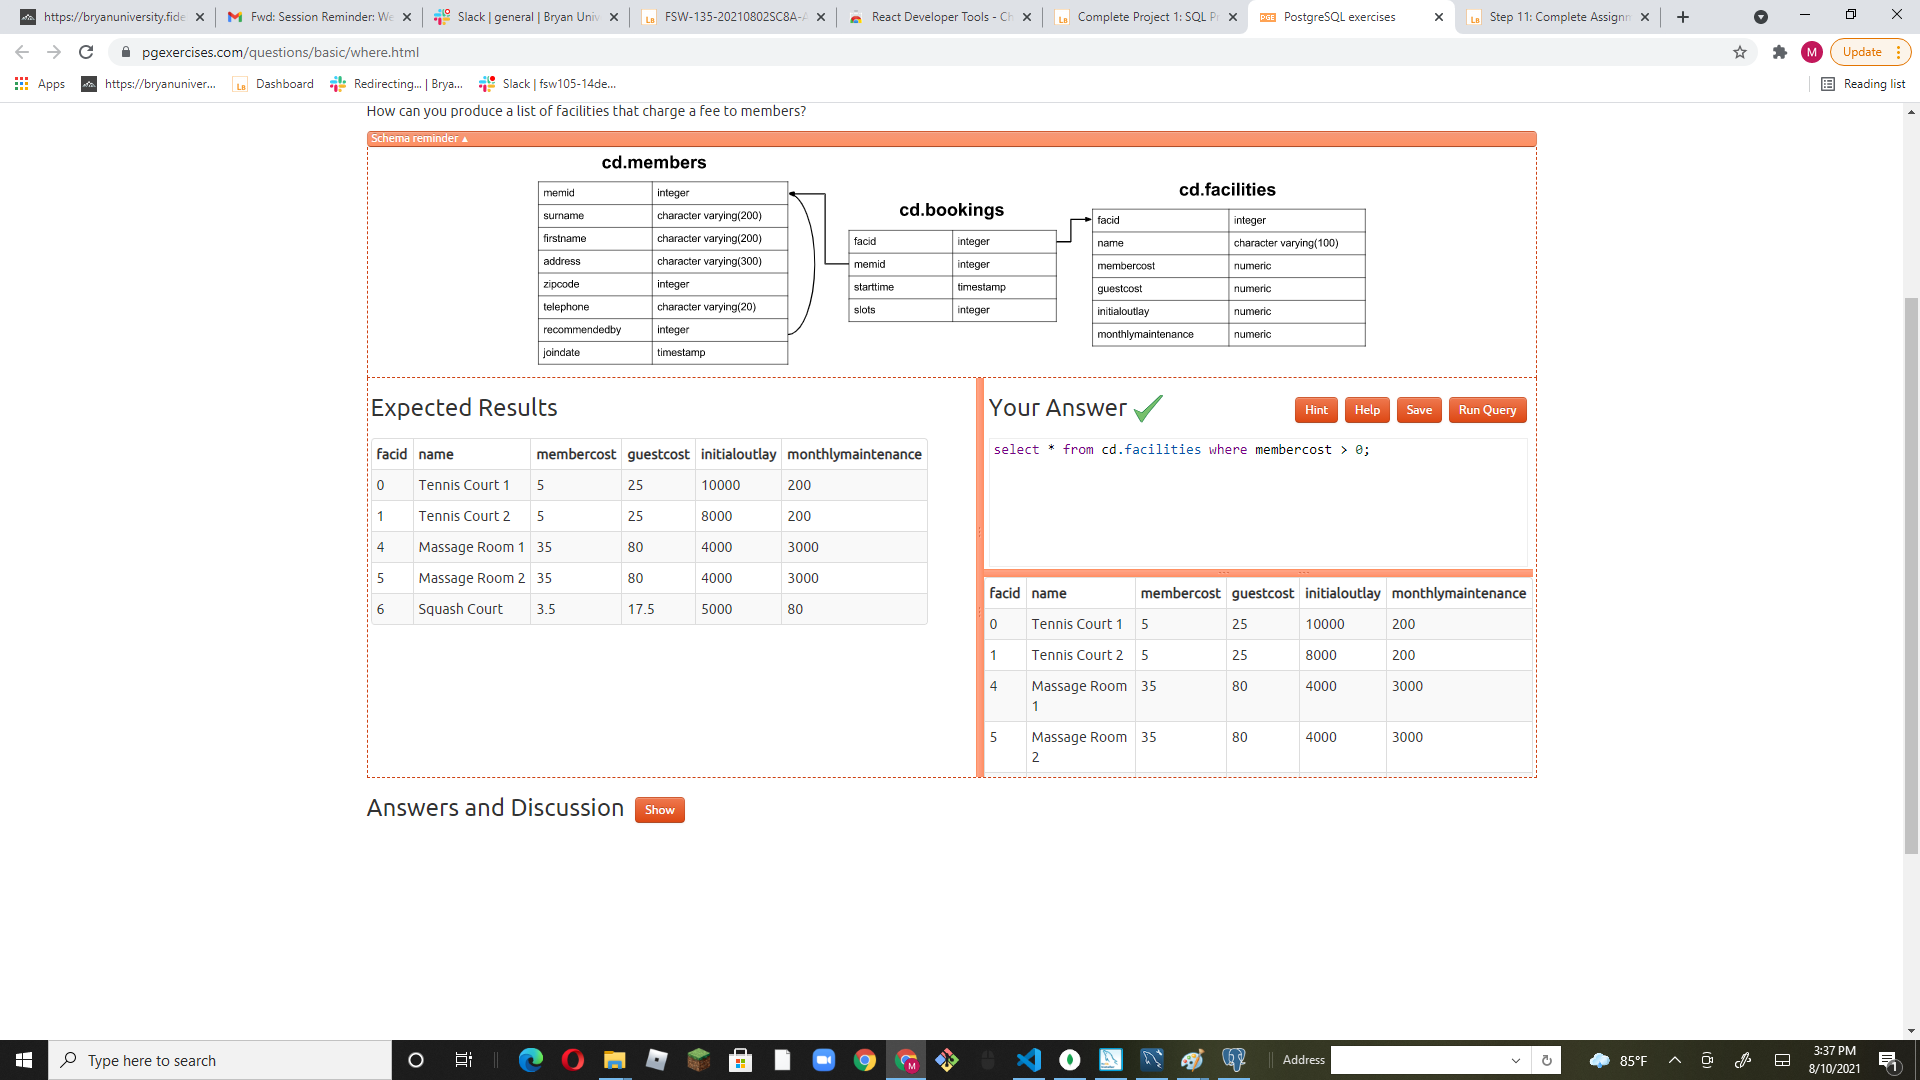 https://bryanuniversity.fide
Fwd: Session Reminder: We
Slack | general | Bryan Univ
FSW-135-20210802SC8A-A
React Developer Tools - Ch
Complete Project 1: SQL Pr
PGE PostgreSQL exercises
Step 11: Complete Assignm
pgexercises.com/questions/basic/where.html
M
Update
Apps
https://bryanuniver...
Dashboard
Redirecting... | Brya...
Slack | fsw105-14de...
Reading list
How can you produce a list of facilities that charge a fee to members?
Schema reminder ▲
cd.members
memid integer
surname character varying(200)
firstname character varying(200)
address character varying(300)
zipcode integer
telephone character varying(20)
recommendedby integer
joindate timestamp
cd.bookings
facid integer
memid integer
starttime timestamp
slots integer
cd.facilities
facid integer
name character varying(100)
membercost numeric
guestcost numeric
initialoutlay numeric
monthlymaintenance numeric
Expected Results
facid name membercost guestcost initialoutlay monthlymaintenance
0 Tennis Court 1 5 25 10000 200
1 Tennis Court 2 5 25 8000 200
4 Massage Room 1 35 80 4000 3000
5 Massage Room 2 35 80 4000 3000
6 Squash Court 3.5 17.5 5000 80
Your Answer
Hint
Help
Save
Run Query
select * from cd.facilities where membercost > 0;
facid name membercost guestcost initialoutlay monthlymaintenance
0 Tennis Court 1 5 25 10000 200
1 Tennis Court 2 5 25 8000 200
4 Massage Room 1 35 80 4000 3000
5 Massage Room 2 35 80 4000 3000
Answers and Discussion
Show
Type here to search
Address
85°F
3:37 PM
8/10/2021
1